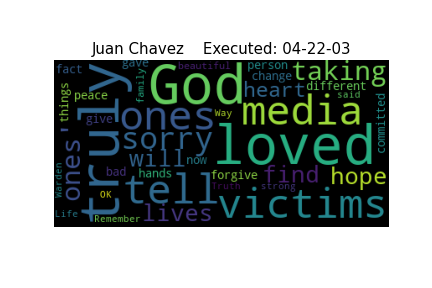 Juan Chavez    Executed: 04-22-03
fact gave beautiful person taking
things family God change different
peace heart said
truly ones media committed
give sorry Way
ones' will now loved
bad hands forgive find hope
Warden OK tell Truth strong
Life Remember lives victims